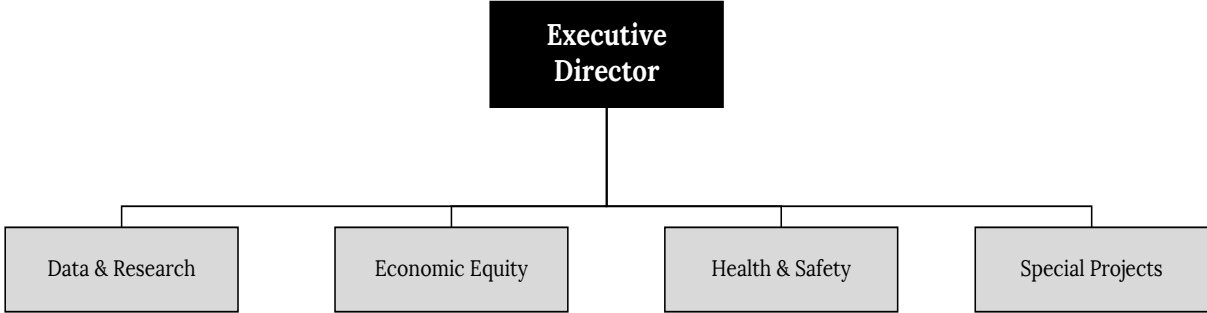 Executive
Director
Data & Research
Economic Equity
Health & Safety
Special Projects